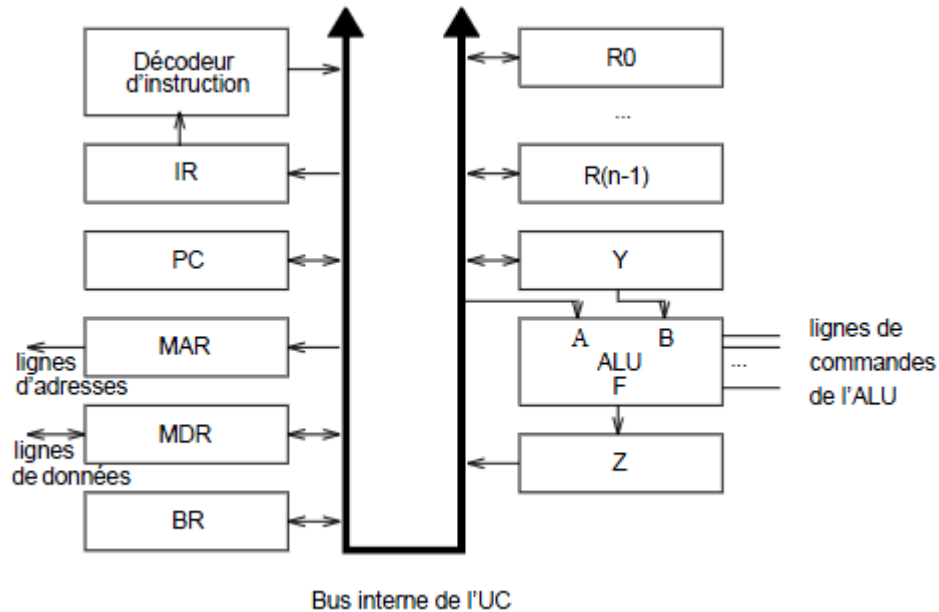 Décodeur
d'instruction
IR
PC
MAR
lignes
d'adresses
MDR
lignes
de données
BR
R0
...
R(n-1)
Y
A B
ALU
F
lignes de
commandes
de l'ALU
...
Z
Bus interne de l'UC